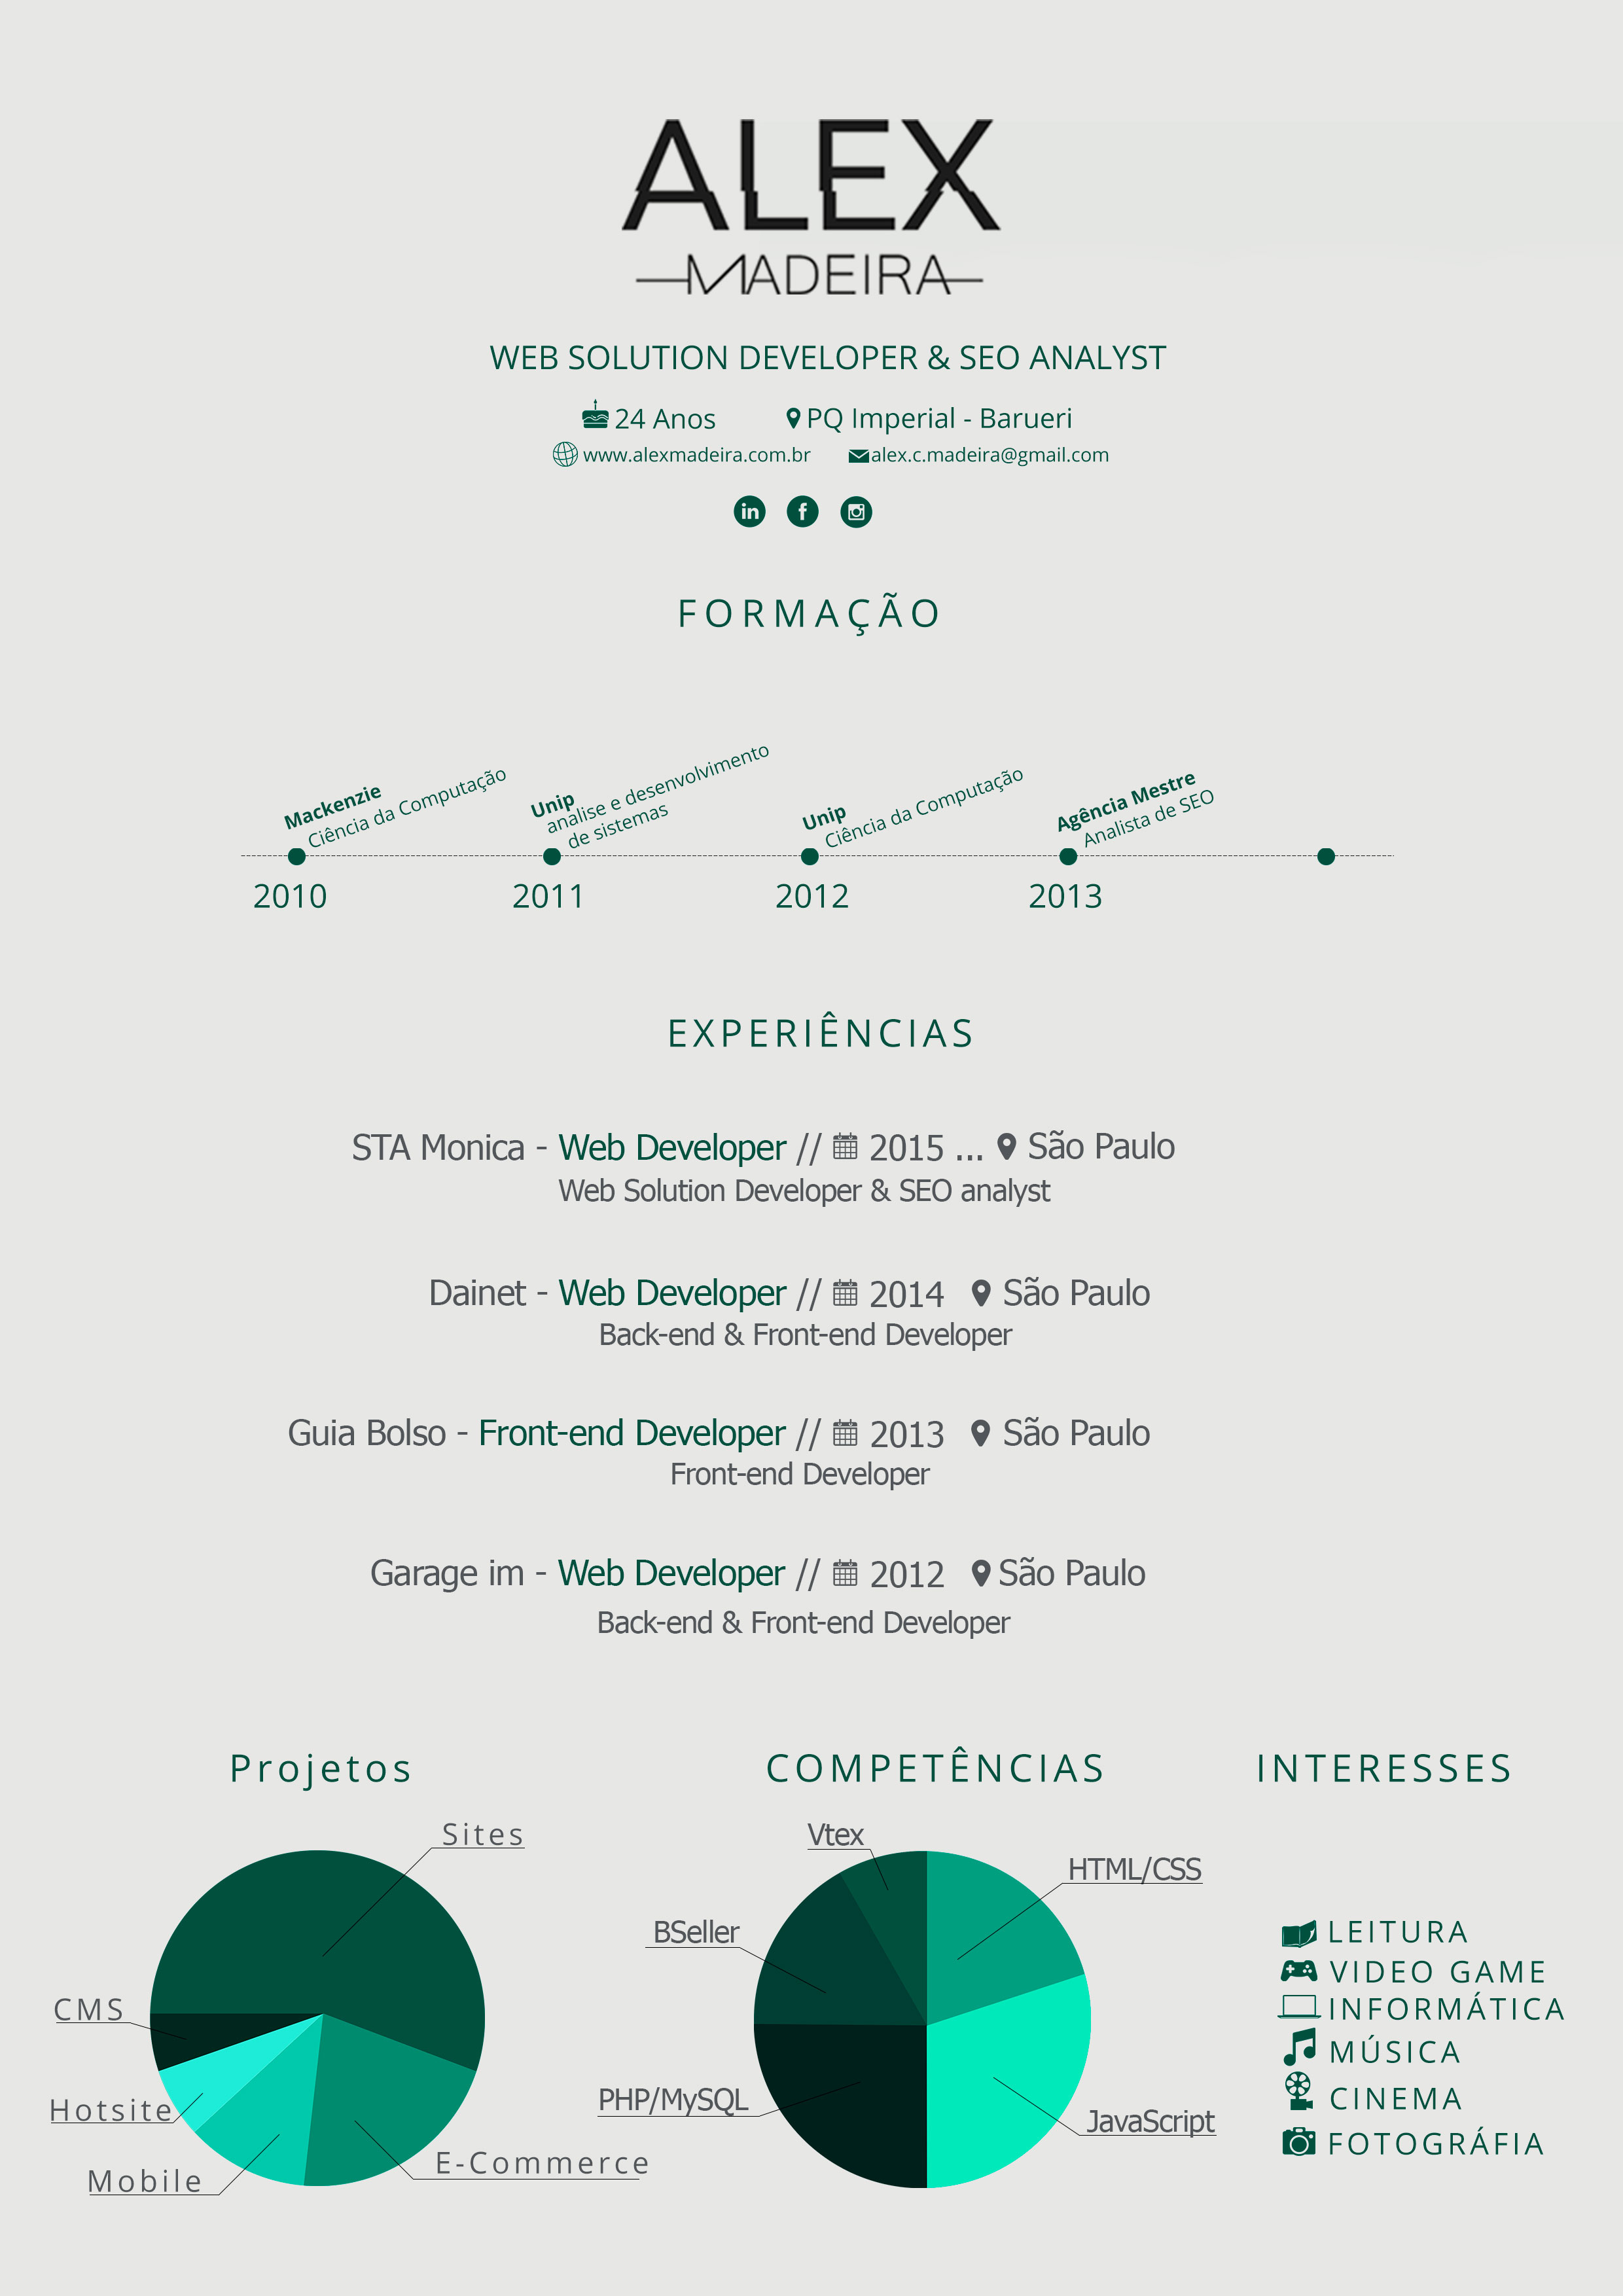 ALEX
MADEIRA
WEB SOLUTION DEVELOPER & SEO ANALYST
24 Anos PQ Imperial - Barueri
www.alexmadeira.com.br alex.c.madeira@gmail.com
in f
FORMAÇÃO
Mackenzie
Ciência da Computação
Unip
análise e desenvolvimento
de sistemas
Unip
Ciência da Computação
Agência Mestre
Analista de SEO
2010 2011 2012 2013
EXPERIÊNCIAS
STA Monica - Web Developer // 2015 ... São Paulo
Web Solution Developer & SEO analyst
Dainet - Web Developer // 2014 São Paulo
Back-end & Front-end Developer
Guia Bolso - Front-end Developer // 2013 São Paulo
Front-end Developer
Garage im - Web Developer // 2012 São Paulo
Back-end & Front-end Developer
Projetos
Sites
CMS
Hotsite
Mobile
E-Commerce
COMPETÊNCIAS
Vtex
HTML/CSS
BSeller
PHP/MySQL
JavaScript
INTERESSES
LEITURA
VIDEO GAME
INFORMÁTICA
MÚSICA
CINEMA
FOTOGRÁFIA